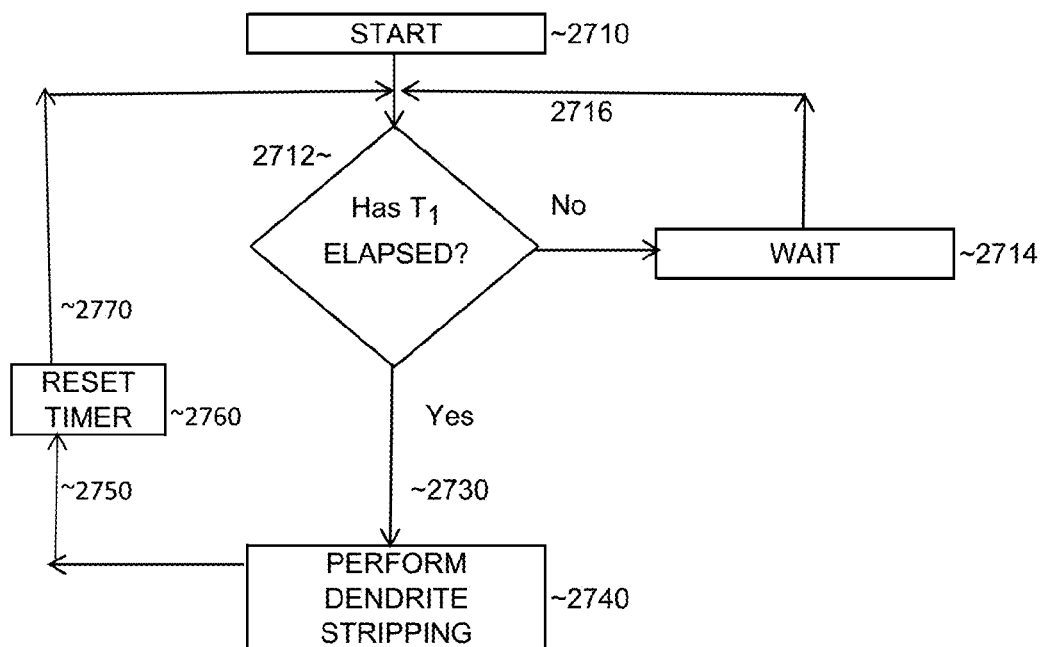 START
~2710
2716
2712~
Has T1
ELAPSED?
No
WAIT
~2714
~2770
RESET
TIMER
~2760
Yes
~2750
~2730
PERFORM
DENDRITE
STRIPPING
~2740